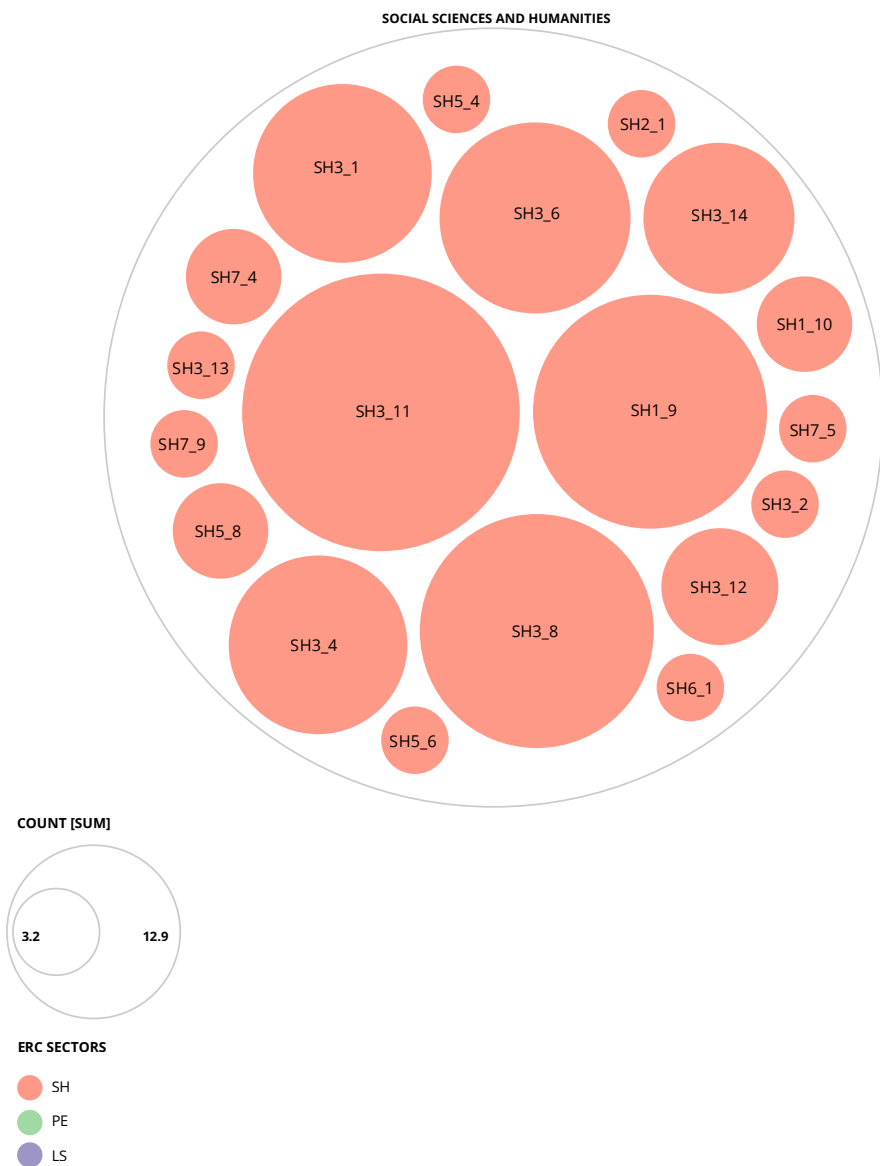 SOCIAL SCIENCES AND HUMANITIES
SH5_4
SH2_1
SH3_1
SH3_6
SH3_14
SH7_4
SH1_10
SH3_13
SH3_11
SH1_9
SH7_5
SH7_9
SH3_2
SH5_8
SH3_12
SH3_8
SH3_4
SH6_1
SH5_6
COUNT [SUM]
3.2
12.9
ERC SECTORS
SH
PE
LS